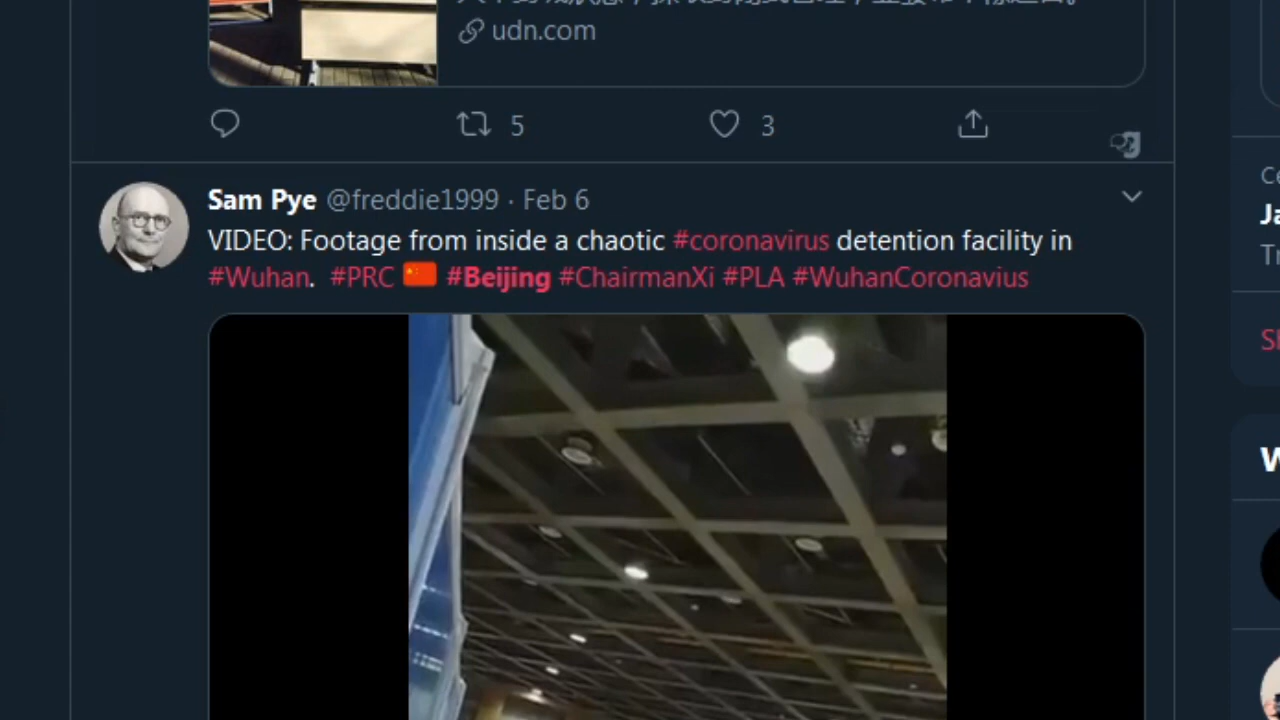 udn.com
5
3
Sam Pye @freddie1999 · Feb 6
VIDEO: Footage from inside a chaotic #coronavirus detention facility in
#Wuhan. #PRC 🇨🇳 #Beijing #ChairmanXi #PLA #WuhanCoronavius